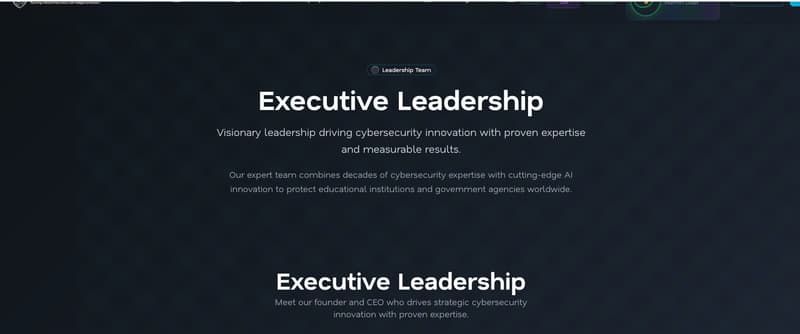 Leadership Team
Executive Leadership
Visionary leadership driving cybersecurity innovation with proven expertise
and measurable results.
Our expert team combines decades of cybersecurity expertise with cutting-edge AI
innovation to protect educational institutions and government agencies worldwide.
Executive Leadership
Meet our founder and CEO who drives strategic cybersecurity
innovation with proven expertise.